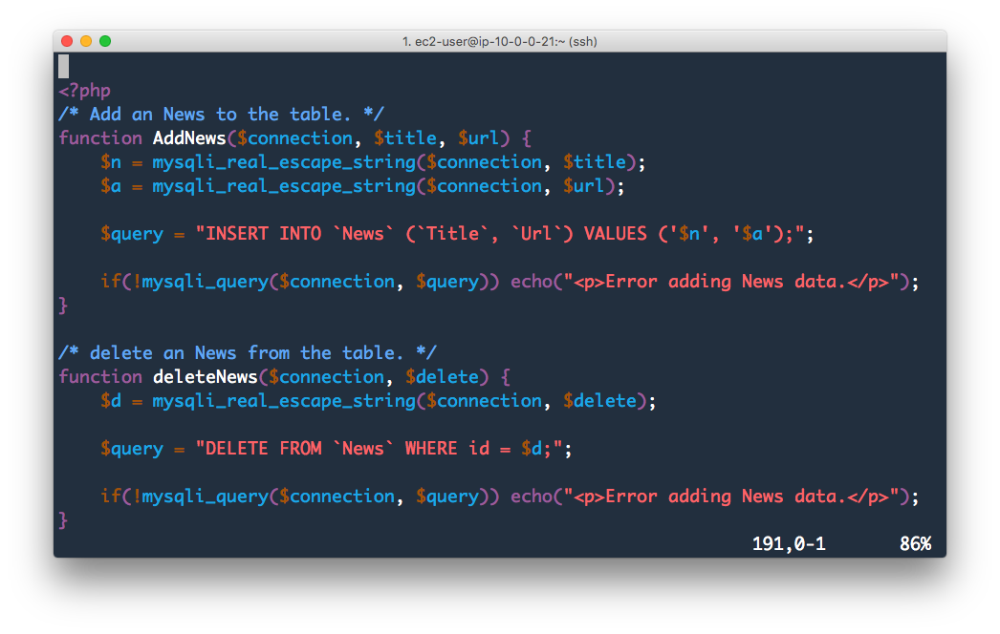 1. ec2-user@ip-10-0-0-21:~ (ssh)
<?php
/* Add an News to the table. */
function AddNews($connection, $title, $url) {
    $n = mysqli_real_escape_string($connection, $title);
    $a = mysqli_real_escape_string($connection, $url);
    $query = "INSERT INTO `News` (`Title`, `Url`) VALUES ('$n', '$a');";
    if(!mysqli_query($connection, $query)) echo("<p>Error adding News data.</p>");
}
/* delete an News from the table. */
function deleteNews($connection, $delete) {
    $d = mysqli_real_escape_string($connection, $delete);
    $query = "DELETE FROM `News` WHERE id = $d;";
    if(!mysqli_query($connection, $query)) echo("<p>Error adding News data.</p>");
}
191,0-1 86%